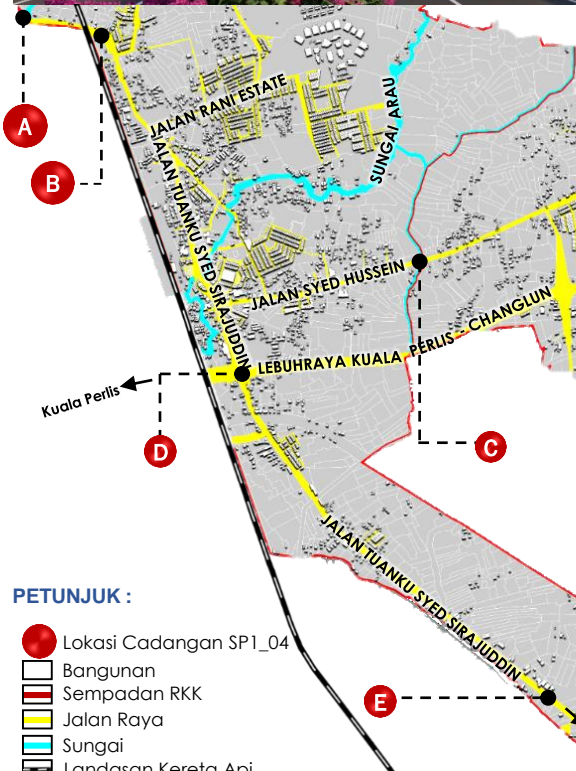 A
B
JALAN RANI ESTATE
SUNGAI ARAU
JALAN TUANKU SYED SIRAJUDDIN
JALAN SYED HUSSEIN
LEBUHRAYA KUALA PERLIS - CHANGLUN
Kuala Perlis
D
C
JALAN TUANKU SYED SIRAJUDDIN
E
PETUNJUK :
Lokasi Cadangan SP1_04
Bangunan
Sempadan RKK
Jalan Raya
Sungai
Landasan Kereta Api